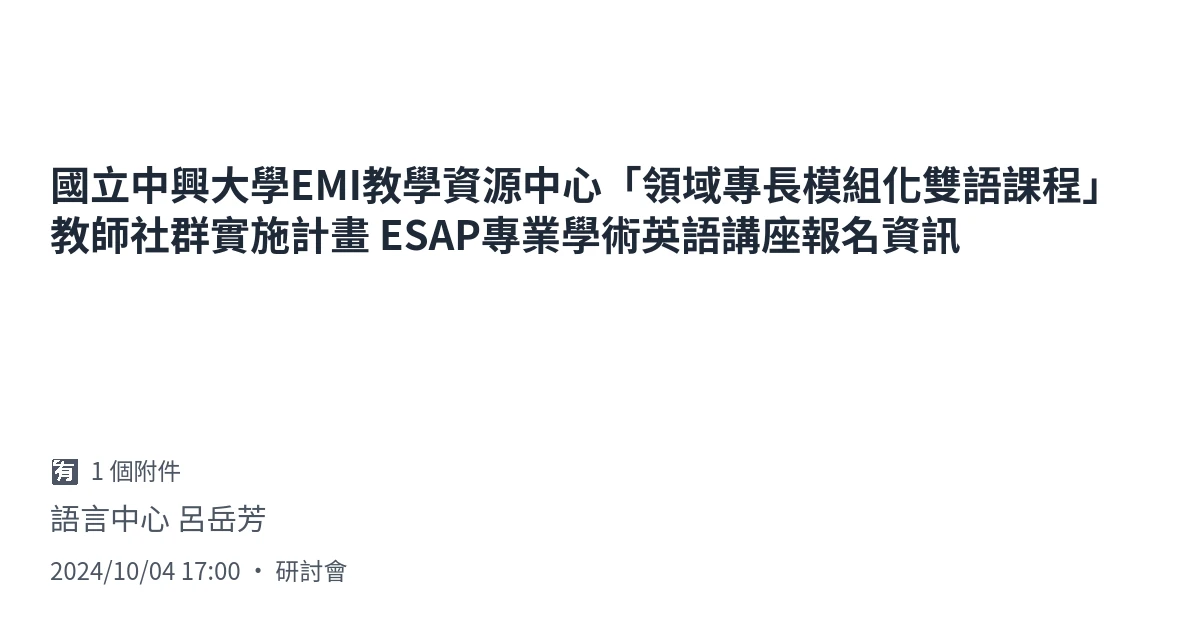 國立中興大學EMI教學資源中心「領域專長模組化雙語課程」
教師社群實施計畫 ESAP專業學術英語講座報名資訊
🈶 1 個附件
語言中心 呂岳芳
2024/10/04 17:00 • 研討會